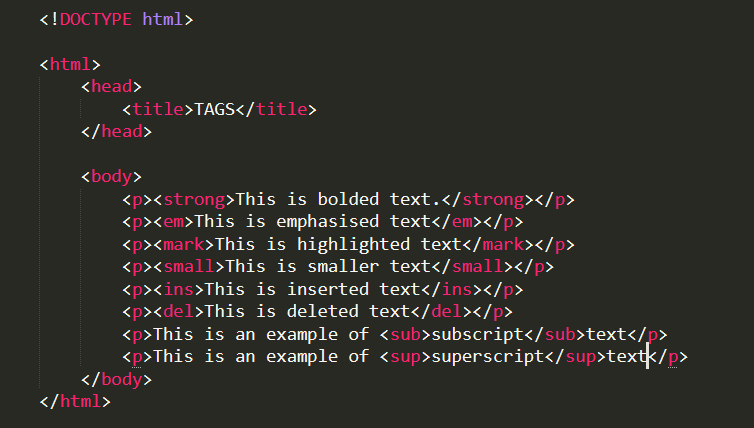 <!DOCTYPE html>
<html>
<head>
<title>TAGS</title>
</head>
<body>
<p><strong>This is bolded text.</strong></p>
<p><em>This is emphasised text</em></p>
<p><mark>This is highlighted text</mark></p>
<p><small>This is smaller text</small></p>
<p><ins>This is inserted text</ins></p>
<p><del>This is deleted text</del></p>
<p>This is an example of <sub>subscript</sub>text</p>
<p>This is an example of <sup>superscript</sup>text</p>
</body>
</html>